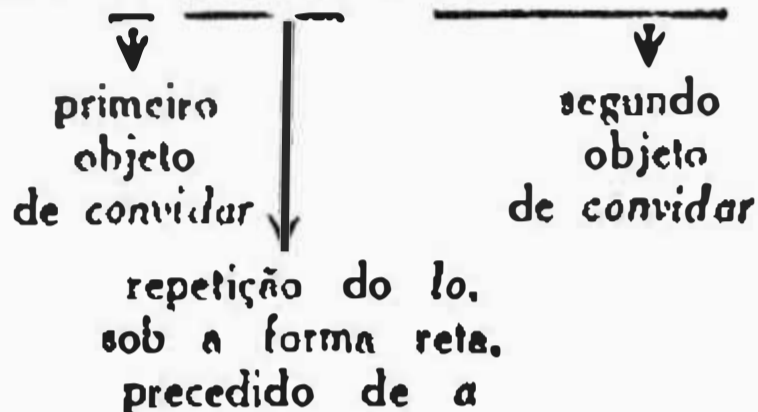 primeiro
objeto
de convidar
segundo
objeto
de convidar
repetição do lo,
sob a forma reta,
precedido de a